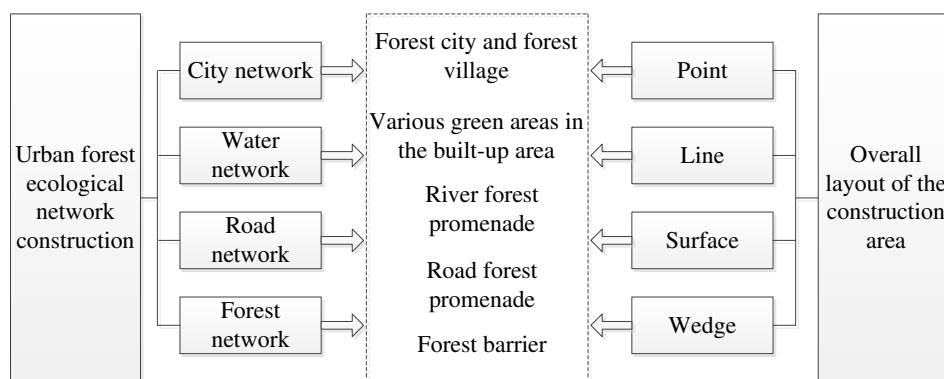 Urban forest
ecological
network
construction
City network
Water
network
Road
network
Forest
network
Forest city and forest
village
Various green areas in
the built-up area
River forest
promenade
Road forest
promenade
Forest barrier
Point
Line
Surface
Wedge
Overall
layout of the
construction
area